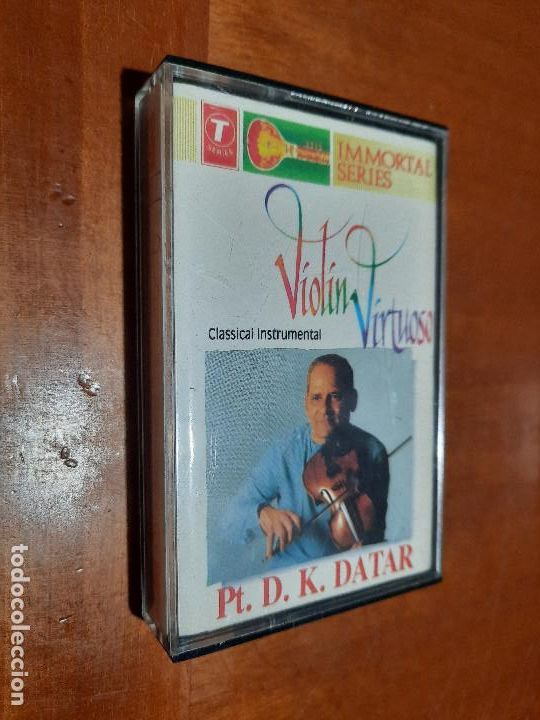 T
SERIES
IMMORTAL
SERIES
Violin
Virtuoso
Classical Instrumental
Pt. D. K. DATAR
todocoleccion